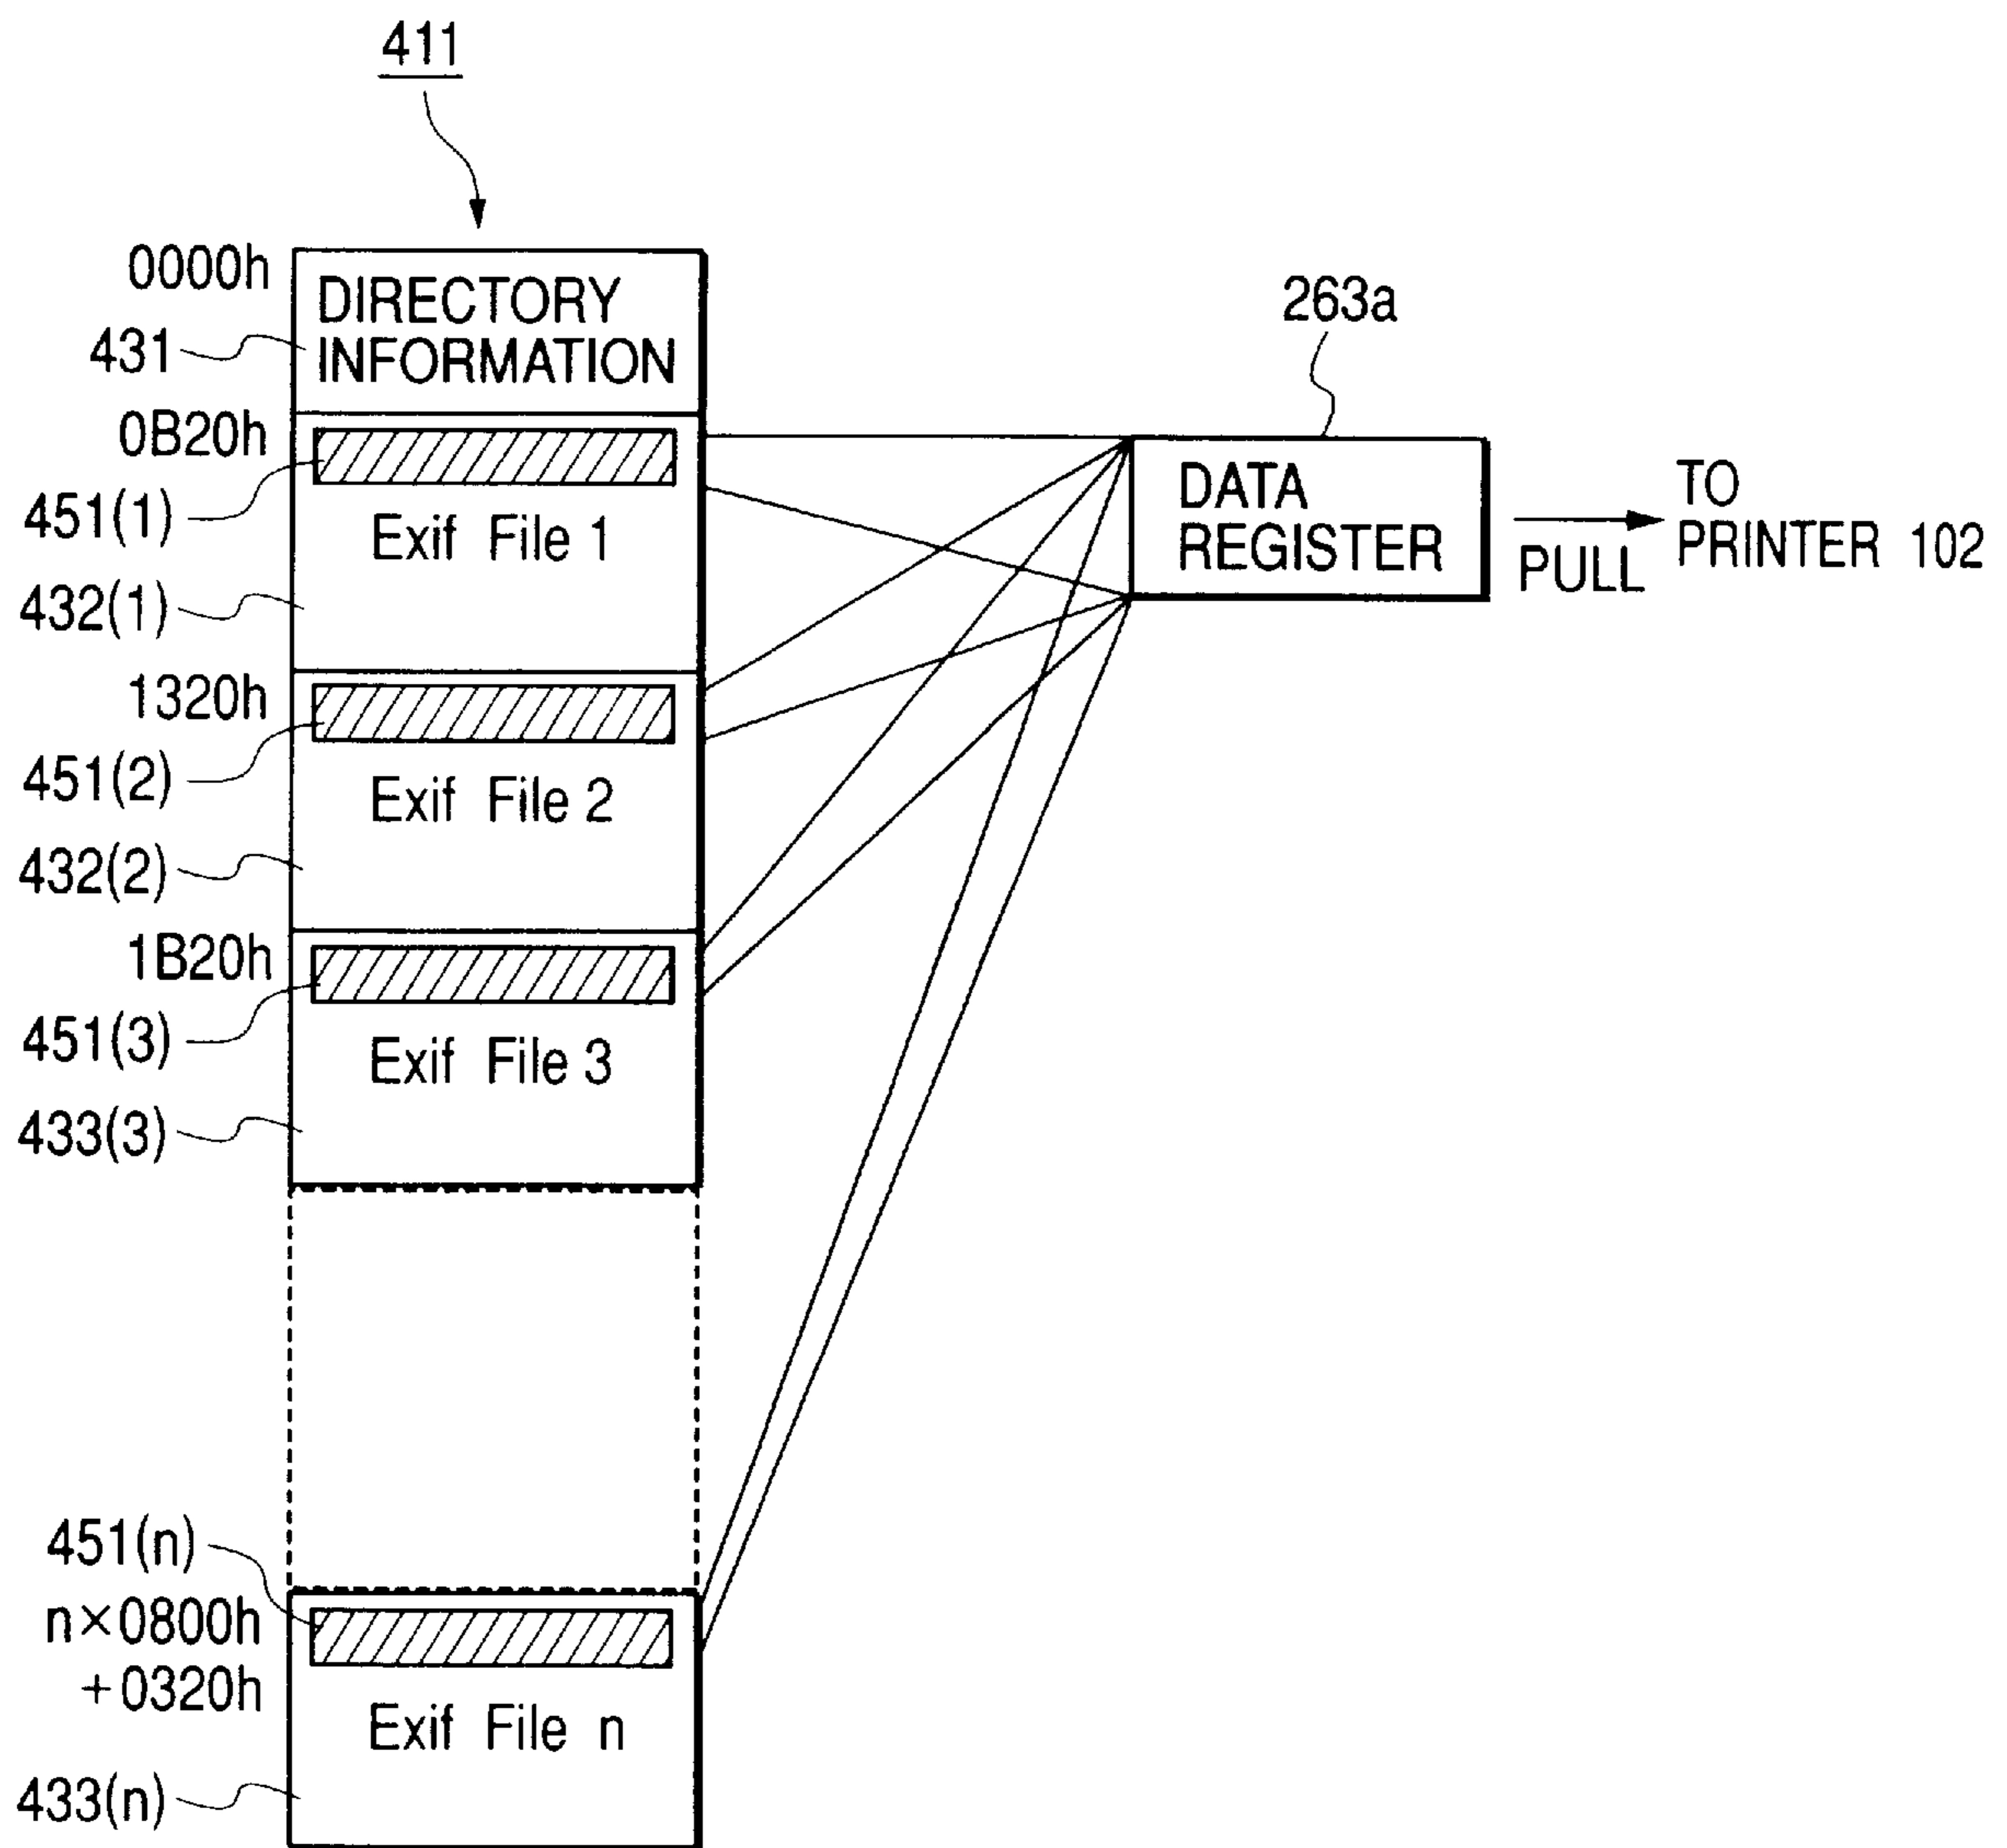 411
0000h
DIRECTORY
INFORMATION
431
0B20h
451(1)
Exif File 1
432(1)
1320h
451(2)
Exif File 2
432(2)
1B20h
451(3)
Exif File 3
433(3)
451(n)
n×0800h
+0320h
Exif File n
433(n)
263a
DATA
REGISTER
PULL
TO
PRINTER 102